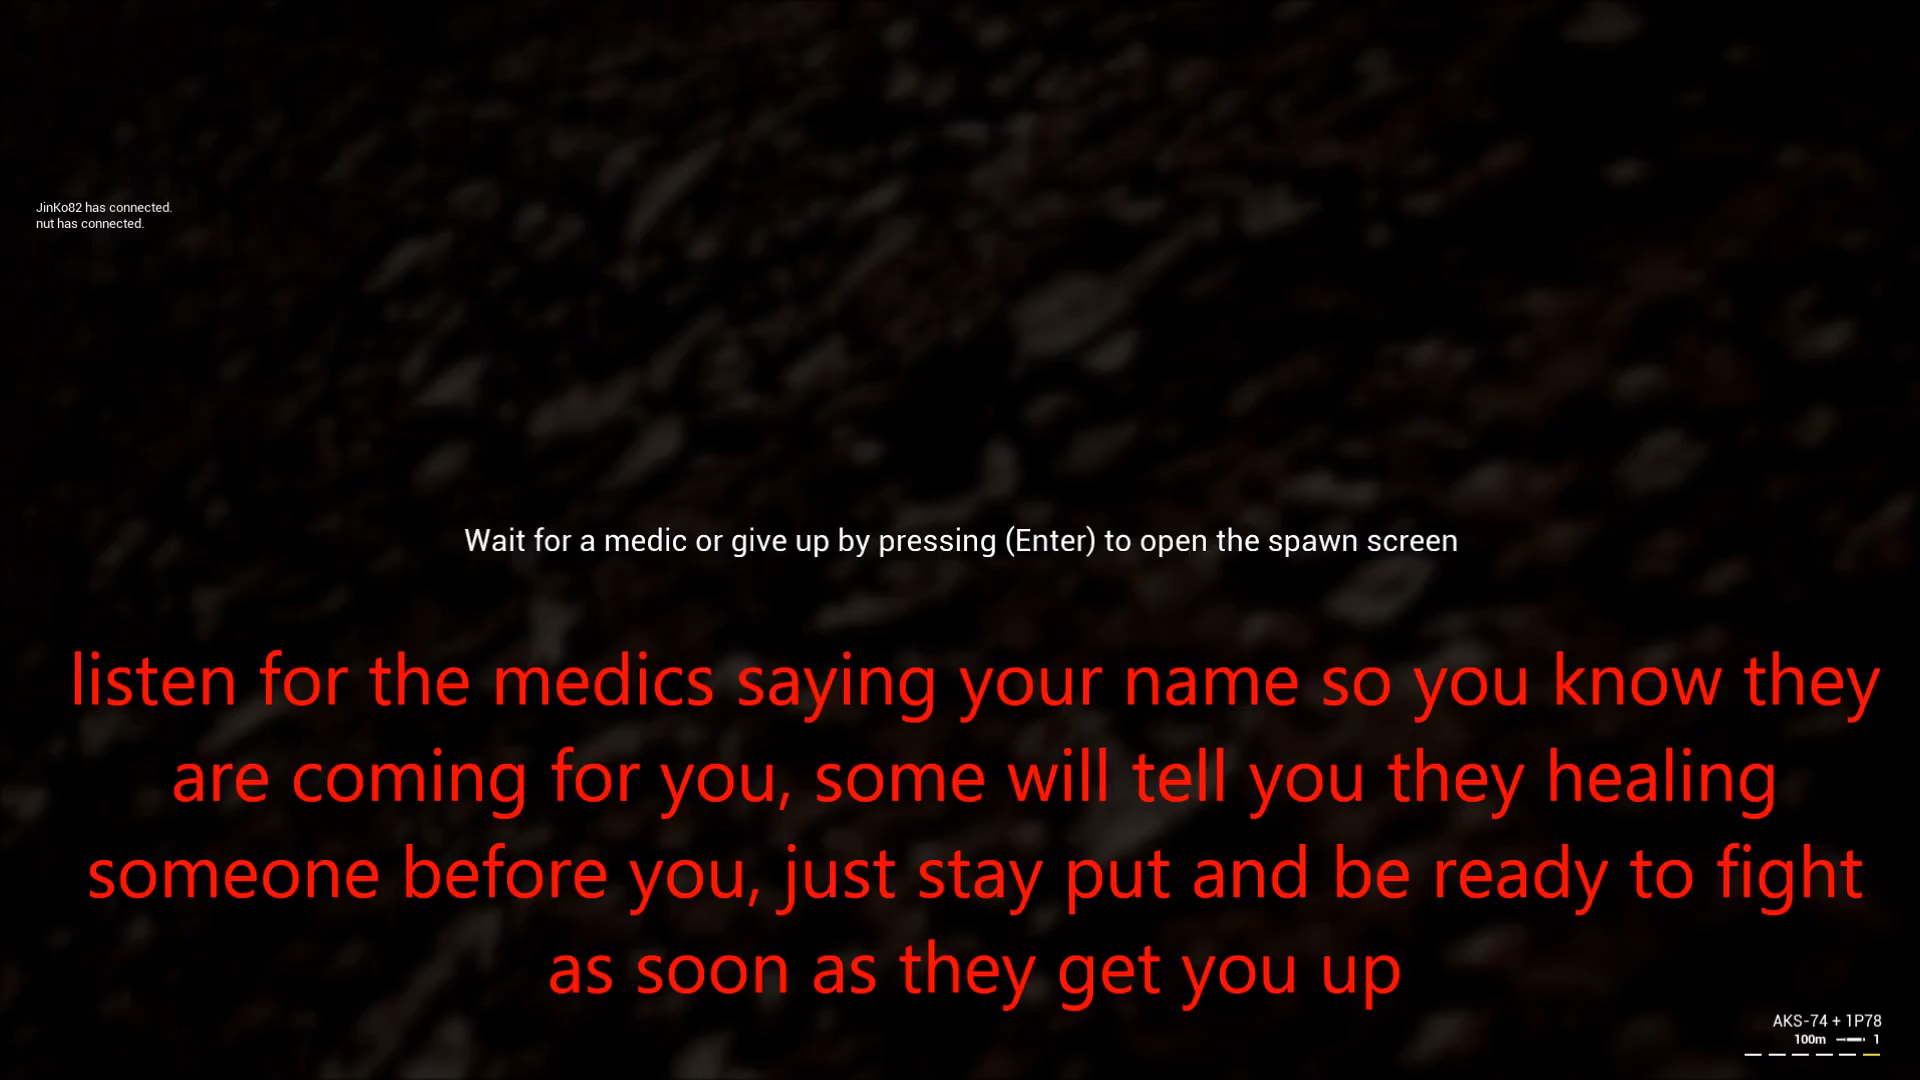 JinKo82 has connected.
nut has connected.
Wait for a medic or give up by pressing (Enter) to open the spawn screen
listen for the medics saying your name so you know they
are coming for you, some will tell you they healing
someone before you, just stay put and be ready to fight
as soon as they get you up
AKS-74 + 1P78
100m 1